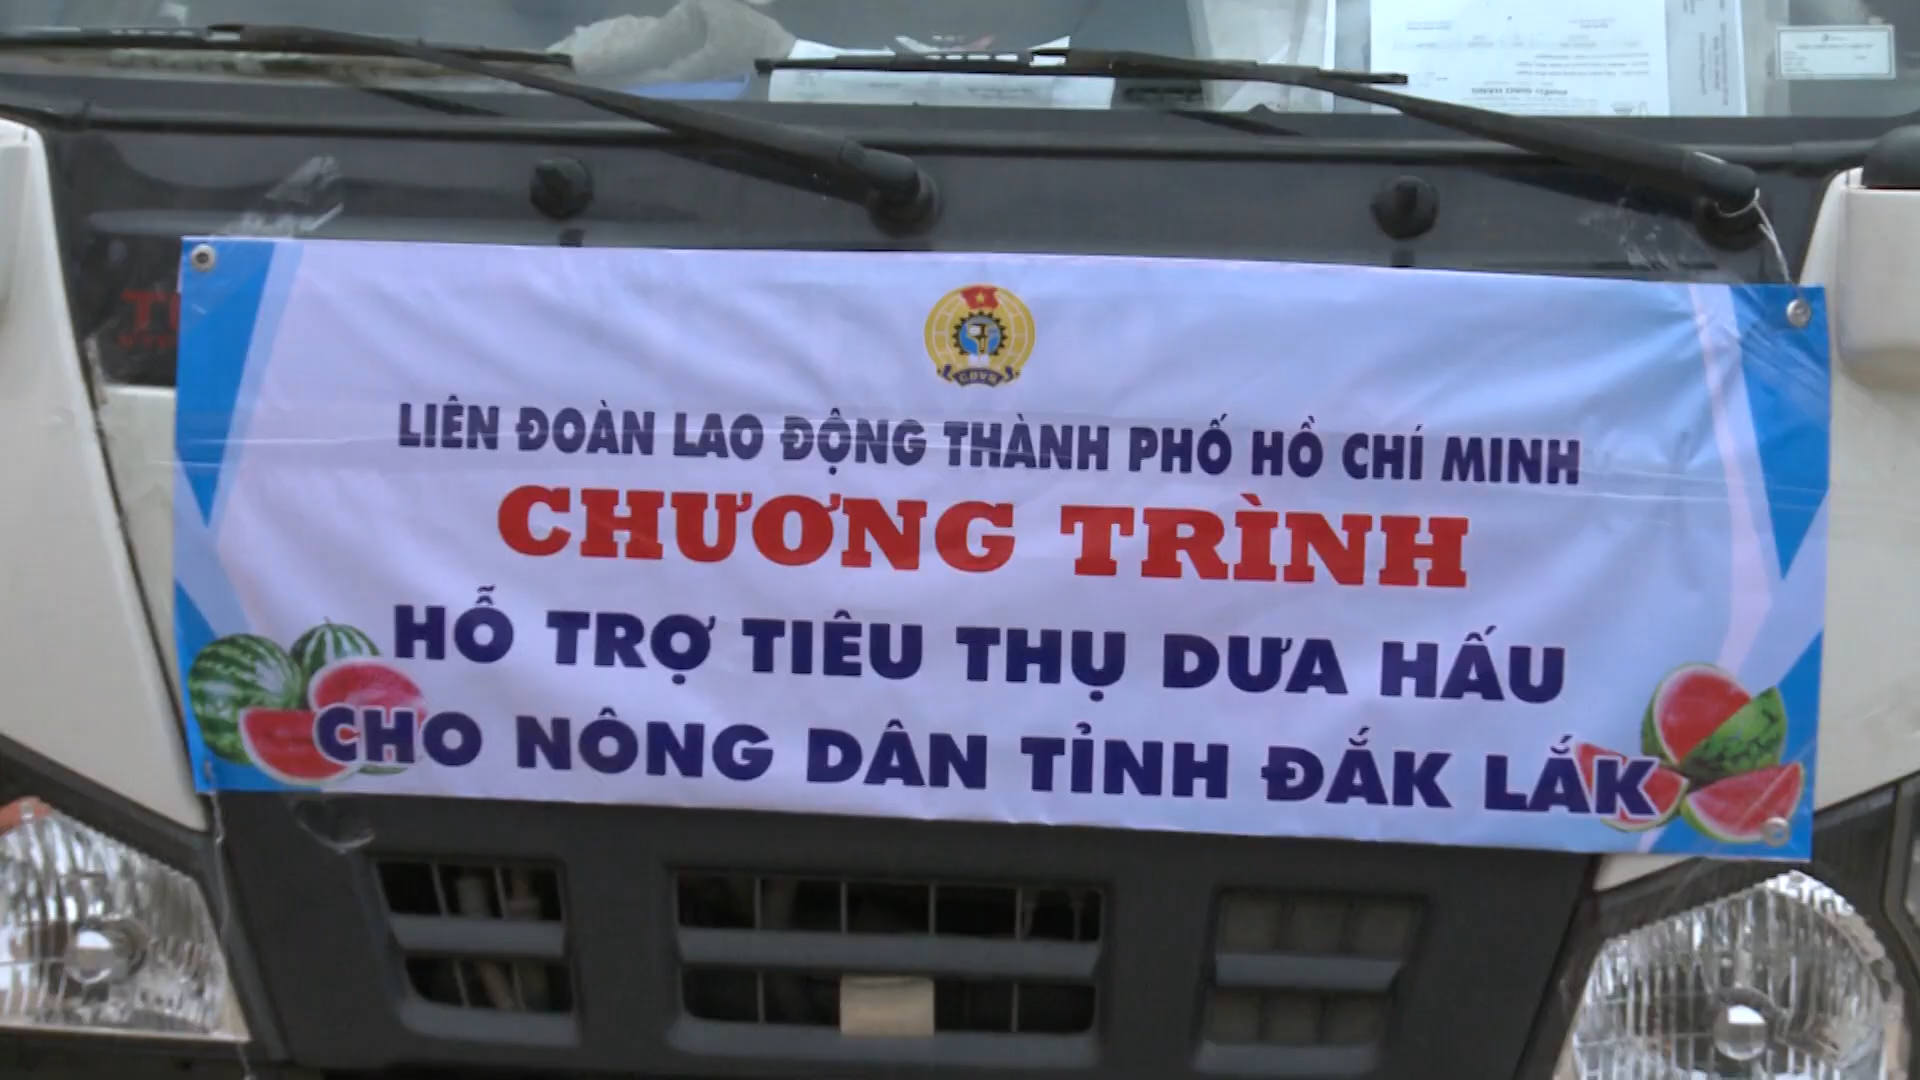 CĐVN
LIÊN ĐOÀN LAO ĐỘNG THÀNH PHỐ HỒ CHÍ MINH
CHƯƠNG TRÌNH
HỖ TRỢ TIÊU THỤ DƯA HẤU
CHO NÔNG DÂN TỈNH ĐẮK LẮK